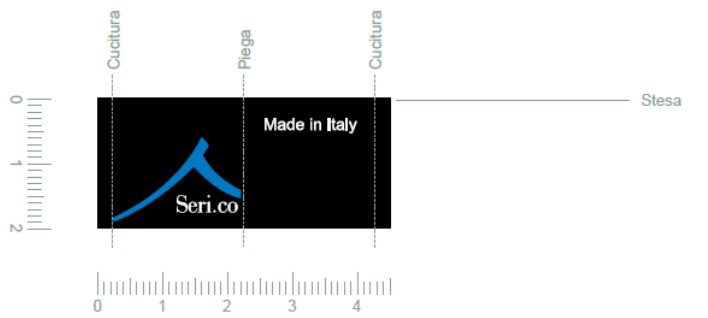 Cucitura
Piega
Cucitura
Stesa
Made in Italy
Seri.co
0
1
2
0
1
2
3
4